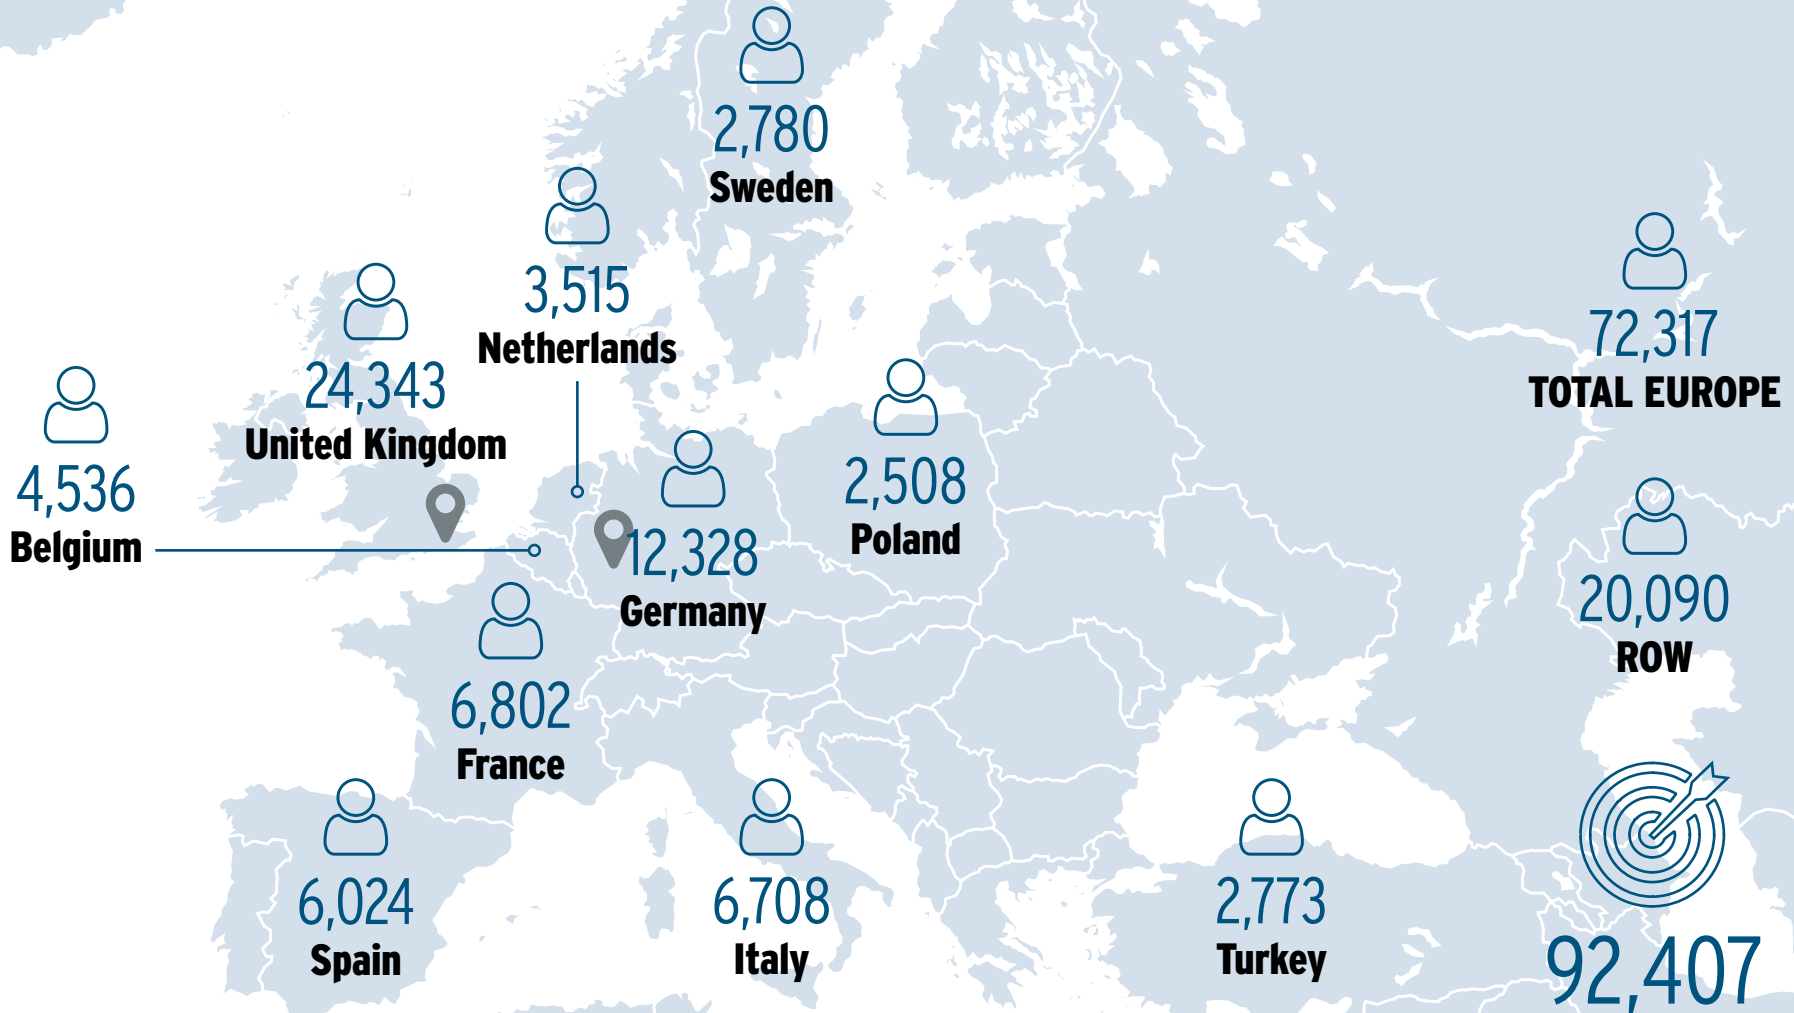 2,780
Sweden
3,515
Netherlands
24,343
United Kingdom
4,536
Belgium
2,508
Poland
12,328
Germany
6,802
France
6,024
Spain
6,708
Italy
2,773
Turkey
72,317
TOTAL EUROPE
20,090
ROW
92,407